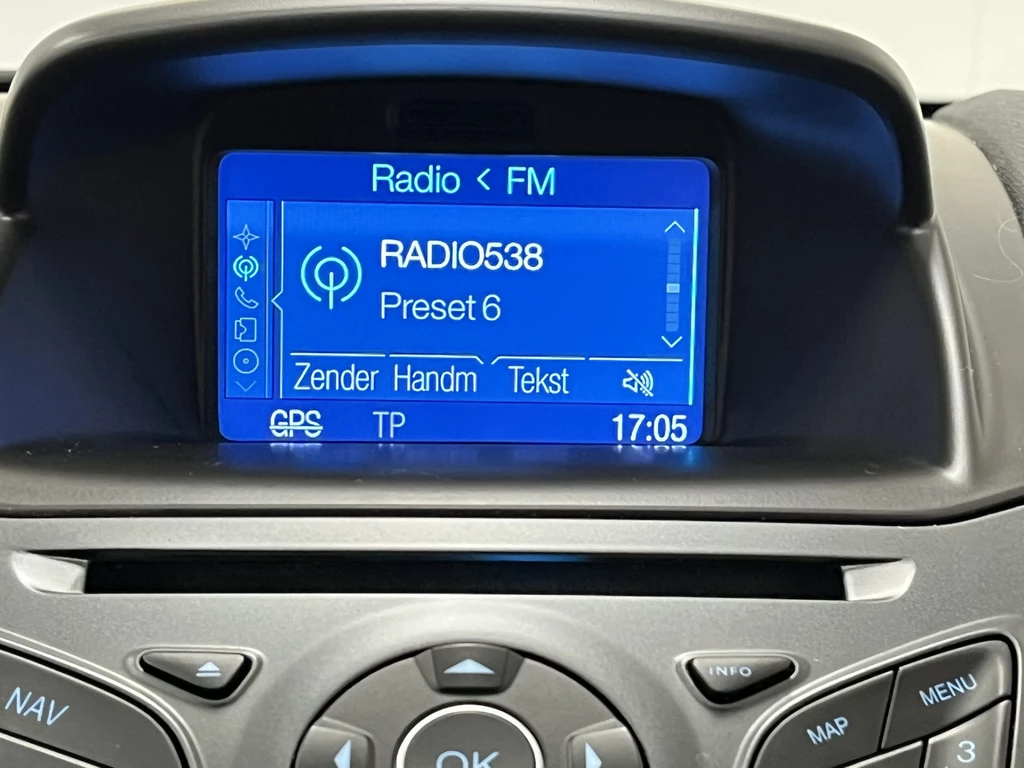 Radio < FM
RADIO538
Preset 6
Zender Handm Tekst
GPS TP 17:05
INFO
NAV MAP MENU
OK 3